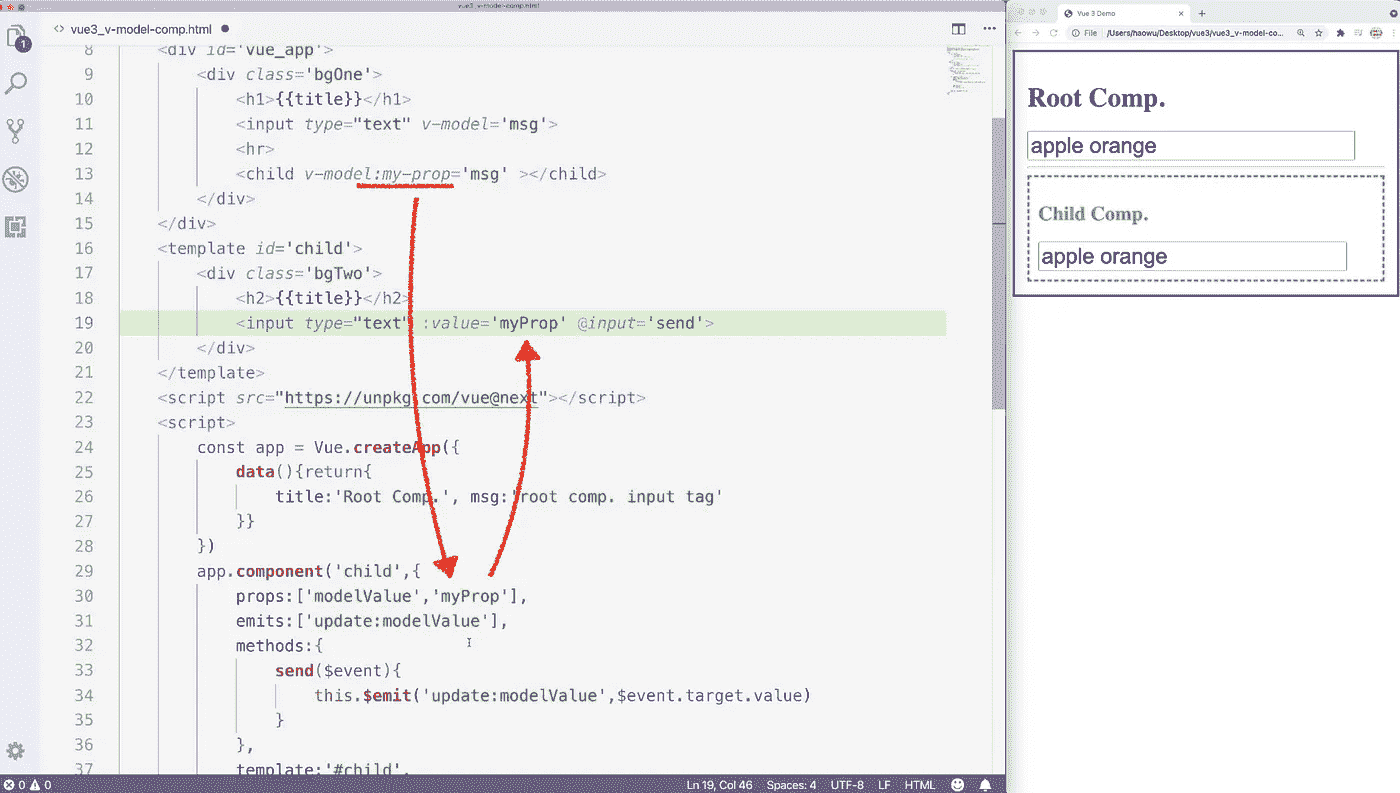 vue3_v-model-comp.html
<> vue3_v-model-comp.html
1
8 <div id='vue_app'>
9 <div class='bgOne'>
10 <h1>{{title}}</h1>
11 <input type="text" v-model='msg'>
12 <hr>
13 <child v-model:my-prop='msg' ></child>
14 </div>
15 </div>
16 <template id='child'>
17 <div class='bgTwo'>
18 <h2>{{title}}</h2>
19 <input type="text" :value='myProp' @input='send'>
20 </div>
21 </template>
22 <script src="https://unpkg.com/vue@next"></script>
23 <script>
24 const app = Vue.createApp({
25 data(){return{
26 title:'Root Comp.', msg:'root comp. input tag'
27 }}
28 })
29 app.component('child',{
30 props:['modelValue','myProp'],
31 emits:['update:modelValue'],
32 methods:{
33 send($event){
34 this.$emit('update:modelValue',$event.target.value)
35 }
36 },
37 template:'#child',
0 0
Ln 19, Col 46 Spaces: 4 UTF-8 LF HTML
Vue 3 Demo
File /Users/haowu/Desktop/vue3/vue3_v-model-co...
Root Comp.
apple orange
Child Comp.
apple orange